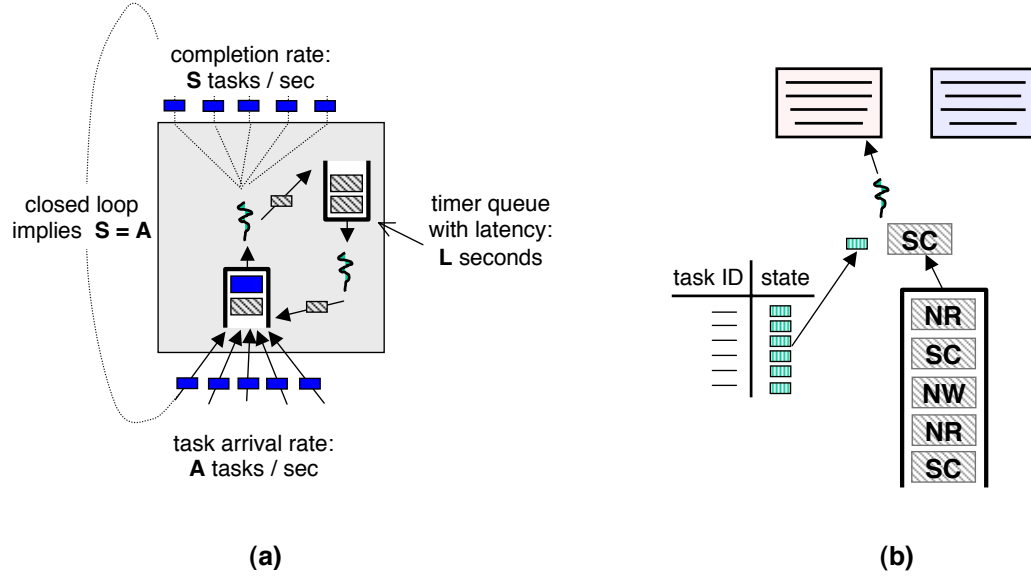 completion rate:
S tasks / sec
closed loop
implies S = A
timer queue
with latency:
L seconds
task arrival rate:
A tasks / sec
(a)
SC
task ID state
NR
SC
NW
NR
SC
(b)